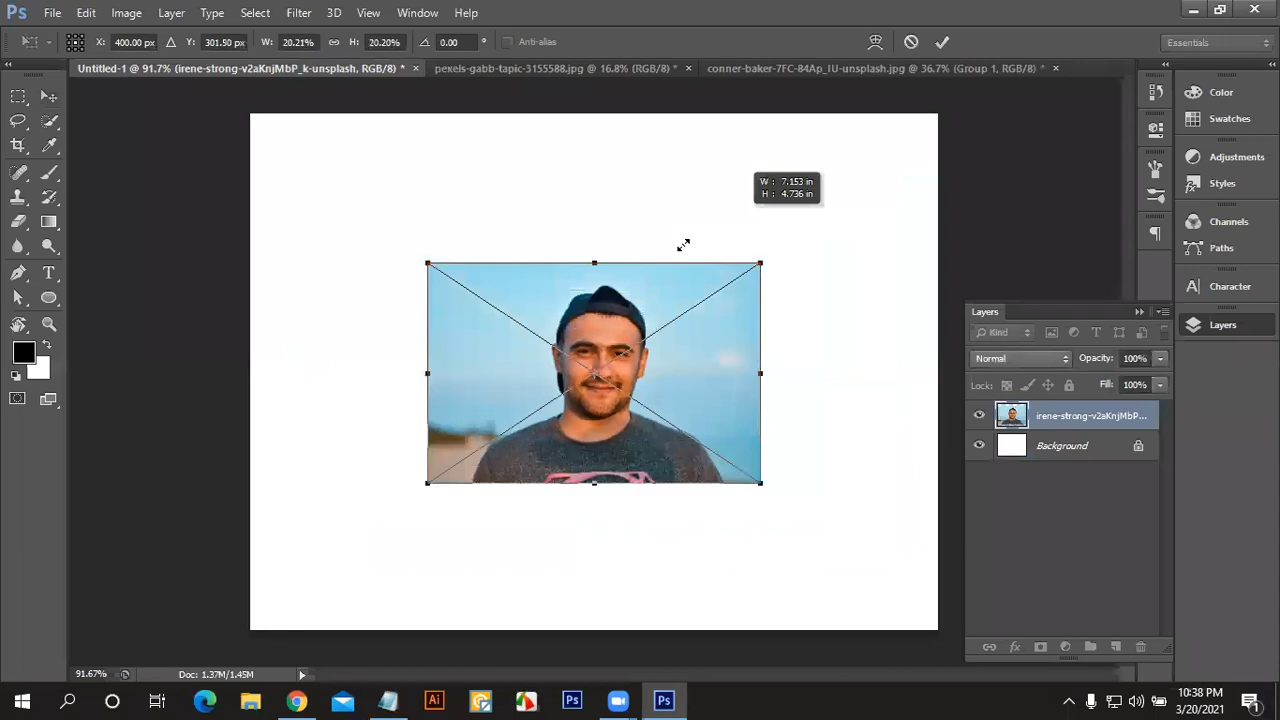 Ps File Edit Image Layer Type Select Filter 3D View Window Help
X: 400.00 px Y: 301.50 px W: 20.21% H: 20.20% 0.00 ° Anti-alias Essentials
Untitled-1 @ 91.7% (irene-strong-v2aKnjMbP_k-unsplash, RGB/8) * × pexels-gabb-tapic-3155588.jpg @ 16.8% (RGB/8) * × conner-baker-7FC-84Ap_IU-unsplash.jpg @ 36.7% (Group 1, RGB/8) * ×
Color
Swatches
Adjustments
Styles
Channels
Paths
Character
Layers
W : 7.153 in
H : 4.736 in
Layers
Kind
Normal Opacity: 100%
Lock: Fill: 100%
irene-strong-v2aKnjMbP...
Background
91.67% Doc: 1.37M/1.45M
Ai Ps Ps
10:38 PM
3/20/2021
1